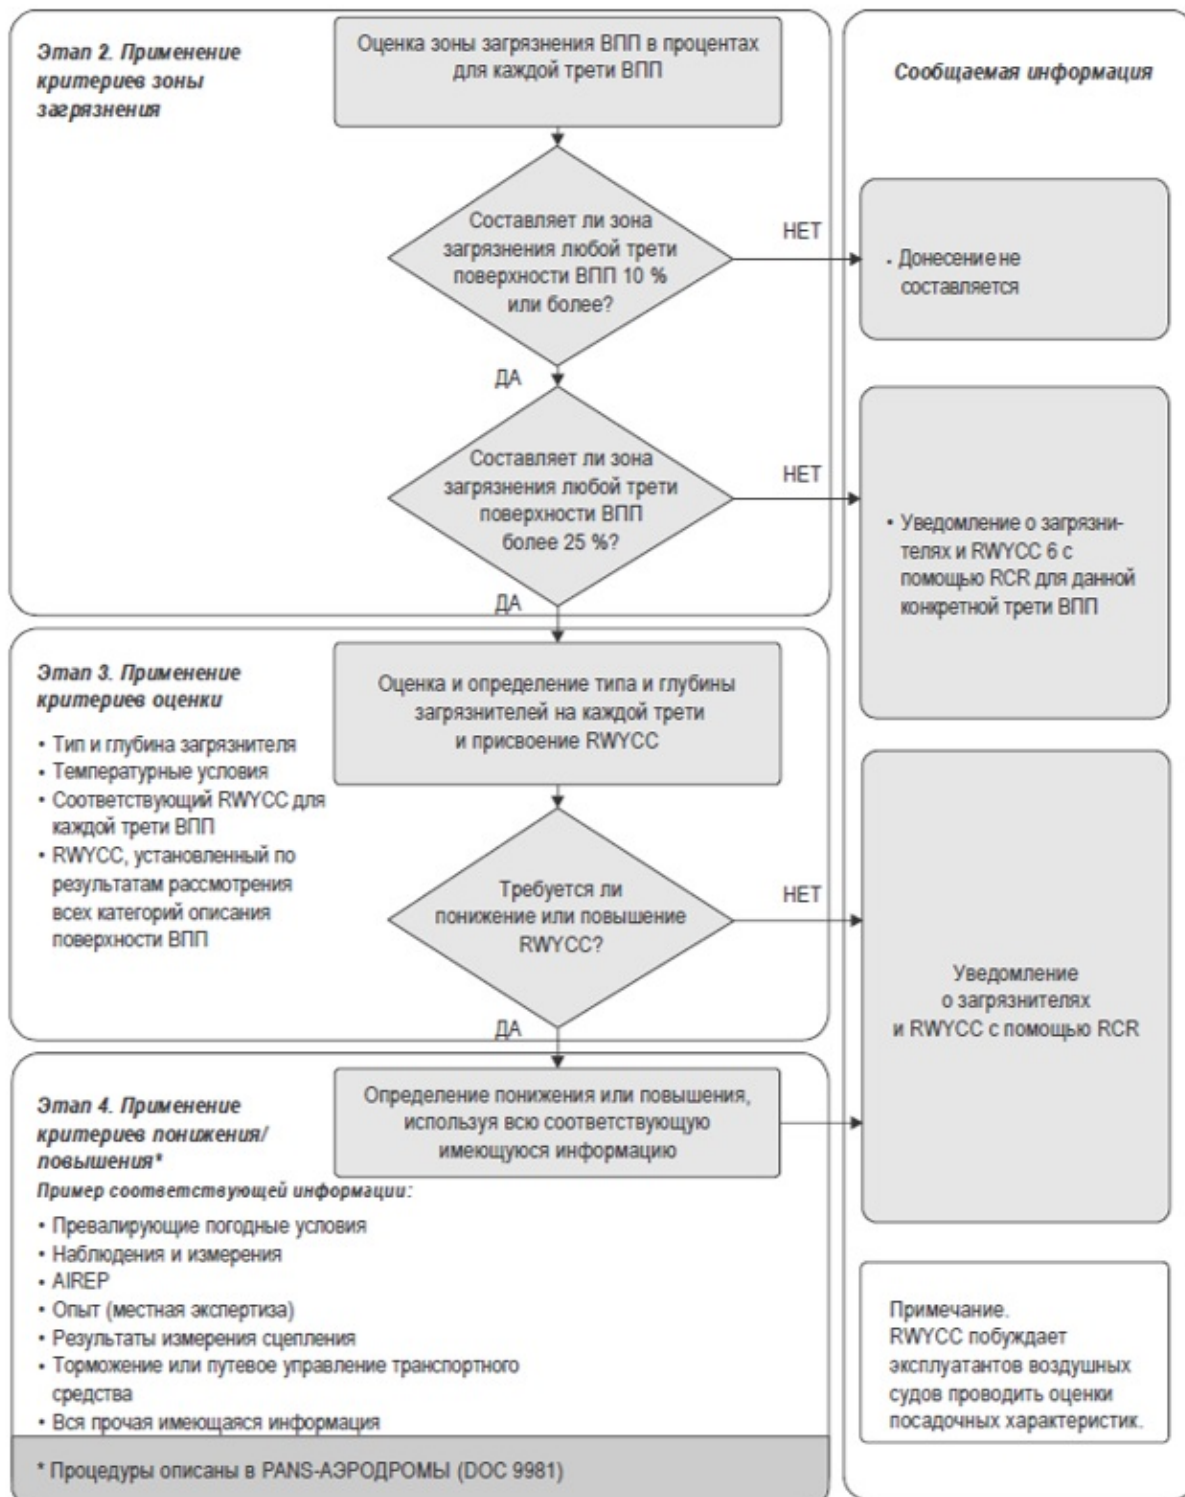 Этап 2. Применение
критериев зоны
загрязнения
Оценка зоны загрязнения ВПП в процентах
для каждой трети ВПП
Сообщаемая информация
Составляет ли зона
загрязнения любой трети
поверхности ВПП 10 %
или более?
НЕТ
• Донесение не
составляется
ДА
Составляет ли зона
загрязнения любой трети
поверхности ВПП
более 25 %?
НЕТ
• Уведомление о загрязни-
телях и RWYCC 6 с
помощью RCR для данной
конкретной трети ВПП
ДА
Этап 3. Применение
критериев оценки
• Тип и глубина загрязнителя
• Температурные условия
• Соответствующий RWYCC для
каждой трети ВПП
• RWYCC, установленный по
результатам рассмотрения
всех категорий описания
поверхности ВПП
Оценка и определение типа и глубины
загрязнителей на каждой трети
и присвоение RWYCC
Требуется ли
понижение или повышение
RWYCC?
НЕТ
Уведомление
о загрязнителях
и RWYCC с помощью RCR
ДА
Этап 4. Применение
критериев понижения/
повышения*
Пример соответствующей информации:
• Превалирующие погодные условия
• Наблюдения и измерения
• AIREP
• Опыт (местная экспертиза)
• Результаты измерения сцепления
• Торможение или путевое управление транспортного
средства
• Вся прочая имеющаяся информация
Определение понижения или повышения,
используя всю соответствующую
имеющуюся информацию
Примечание.
RWYCC побуждает
эксплуатантов воздушных
судов проводить оценки
посадочных характеристик.
* Процедуры описаны в PANS-АЭРОДРОМЫ (DOC 9981)